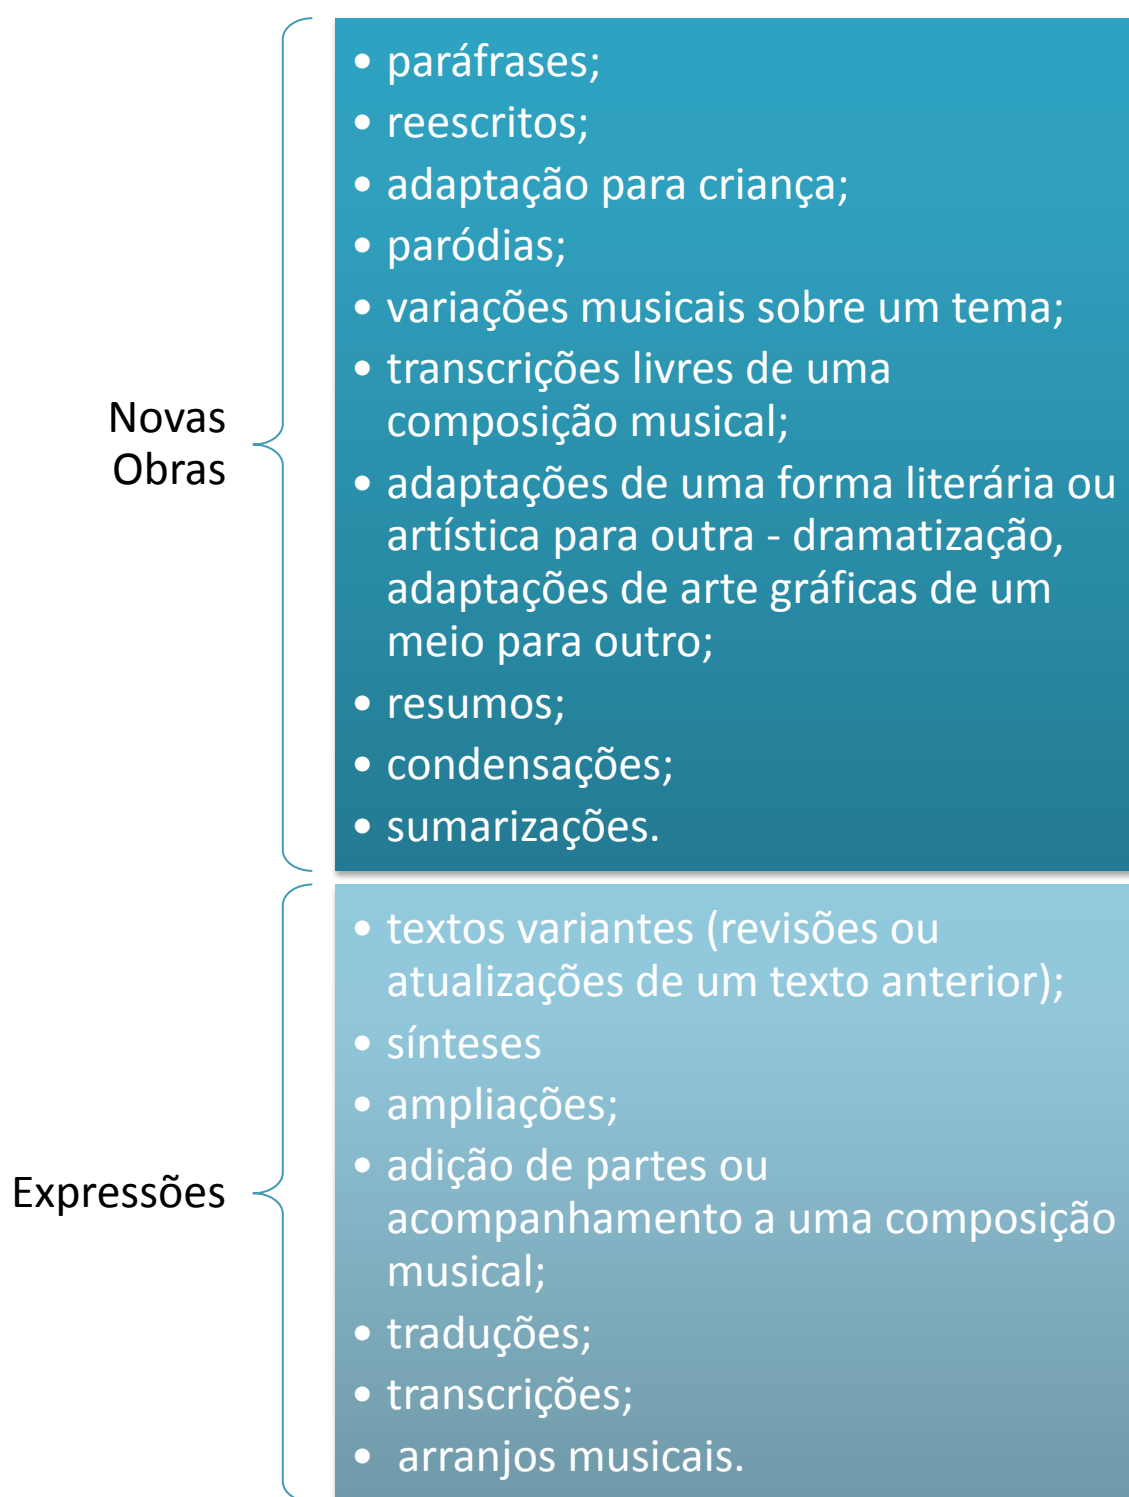 Novas
Obras
• paráfrases;
• reescritos;
• adaptação para criança;
• paródias;
• variações musicais sobre um tema;
• transcrições livres de uma
composição musical;
• adaptações de uma forma literária ou
artística para outra - dramatização,
adaptações de arte gráficas de um
meio para outro;
• resumos;
• condensações;
• sumarizações.
Expressões
• textos variantes (revisões ou
atualizações de um texto anterior);
• sínteses
• ampliações;
• adição de partes ou
acompanhamento a uma composição
musical;
• traduções;
• transcrições;
• arranjos musicais.